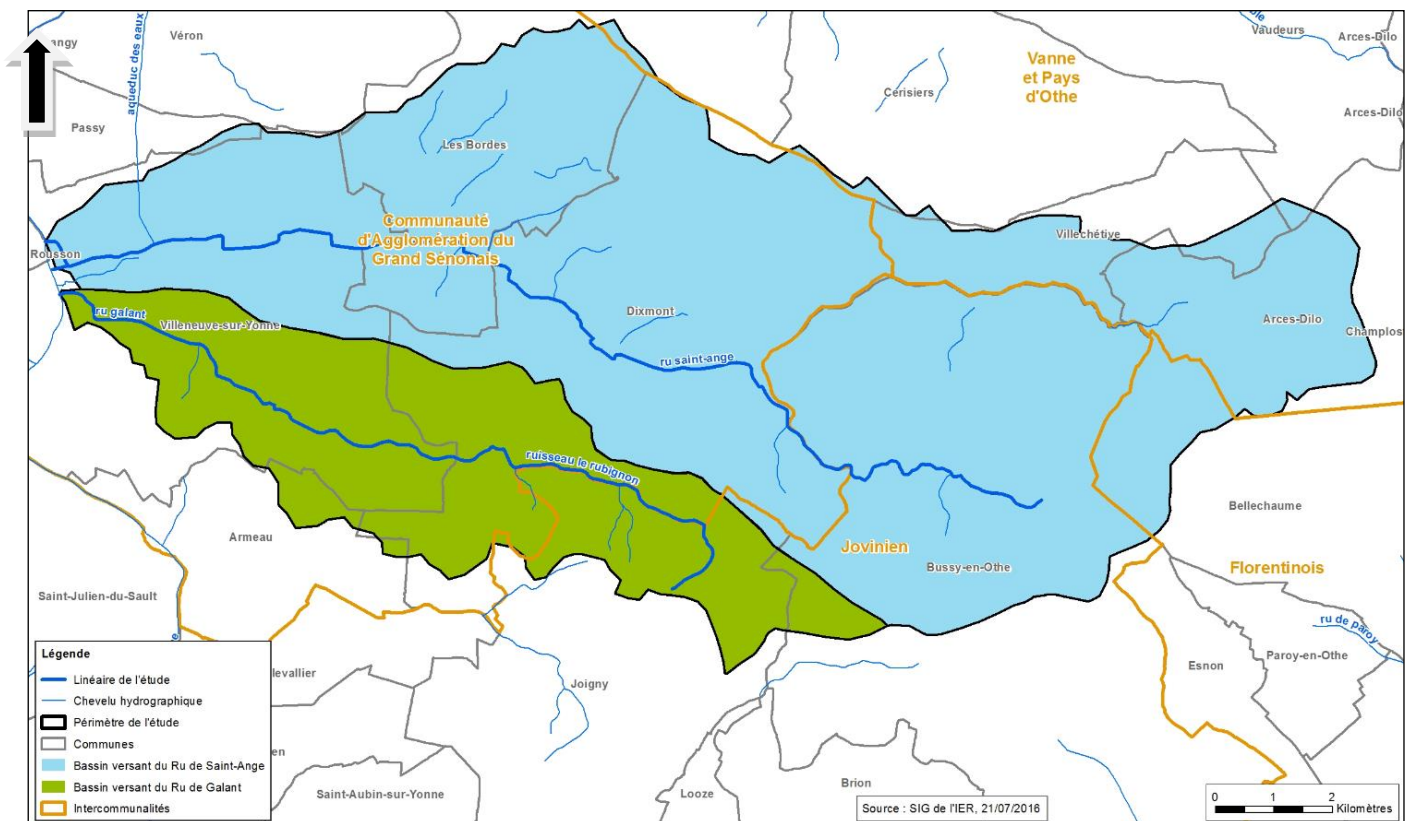 Véron
Vaudeurs
Arces-Dilo
aqueduc des eaux
Vanne
et Pays
d'Othe
Cerisiers
Arces-Dilo
Passy
Les Bordes
Communauté
d'Agglomération du
Grand Sénonais
Villechétive
Rousson
Dixmont
ru galant
Villeneuve-sur-Yonne
Arces-Dilo
Champlos
ru saint-ange
ruisseau le rubignon
Bellechaume
Armeau
Jovinien
Bussy-en-Othe
Florentinois
Saint-Julien-du-Sault
ru de paroy
Esnon
Paroy-en-Othe
Joigny
Légende
Linéaire de l'étude
Chevelu hydrographique
Périmètre de l'étude
Communes
Bassin versant du Ru de Saint-Ange
Bassin versant du Ru de Galant
Intercommunalités
levallier
en
Saint-Aubin-sur-Yonne
Looze
Brion
Source : SIG de l'IER, 21/07/2016
0 1 2
Kilomètres